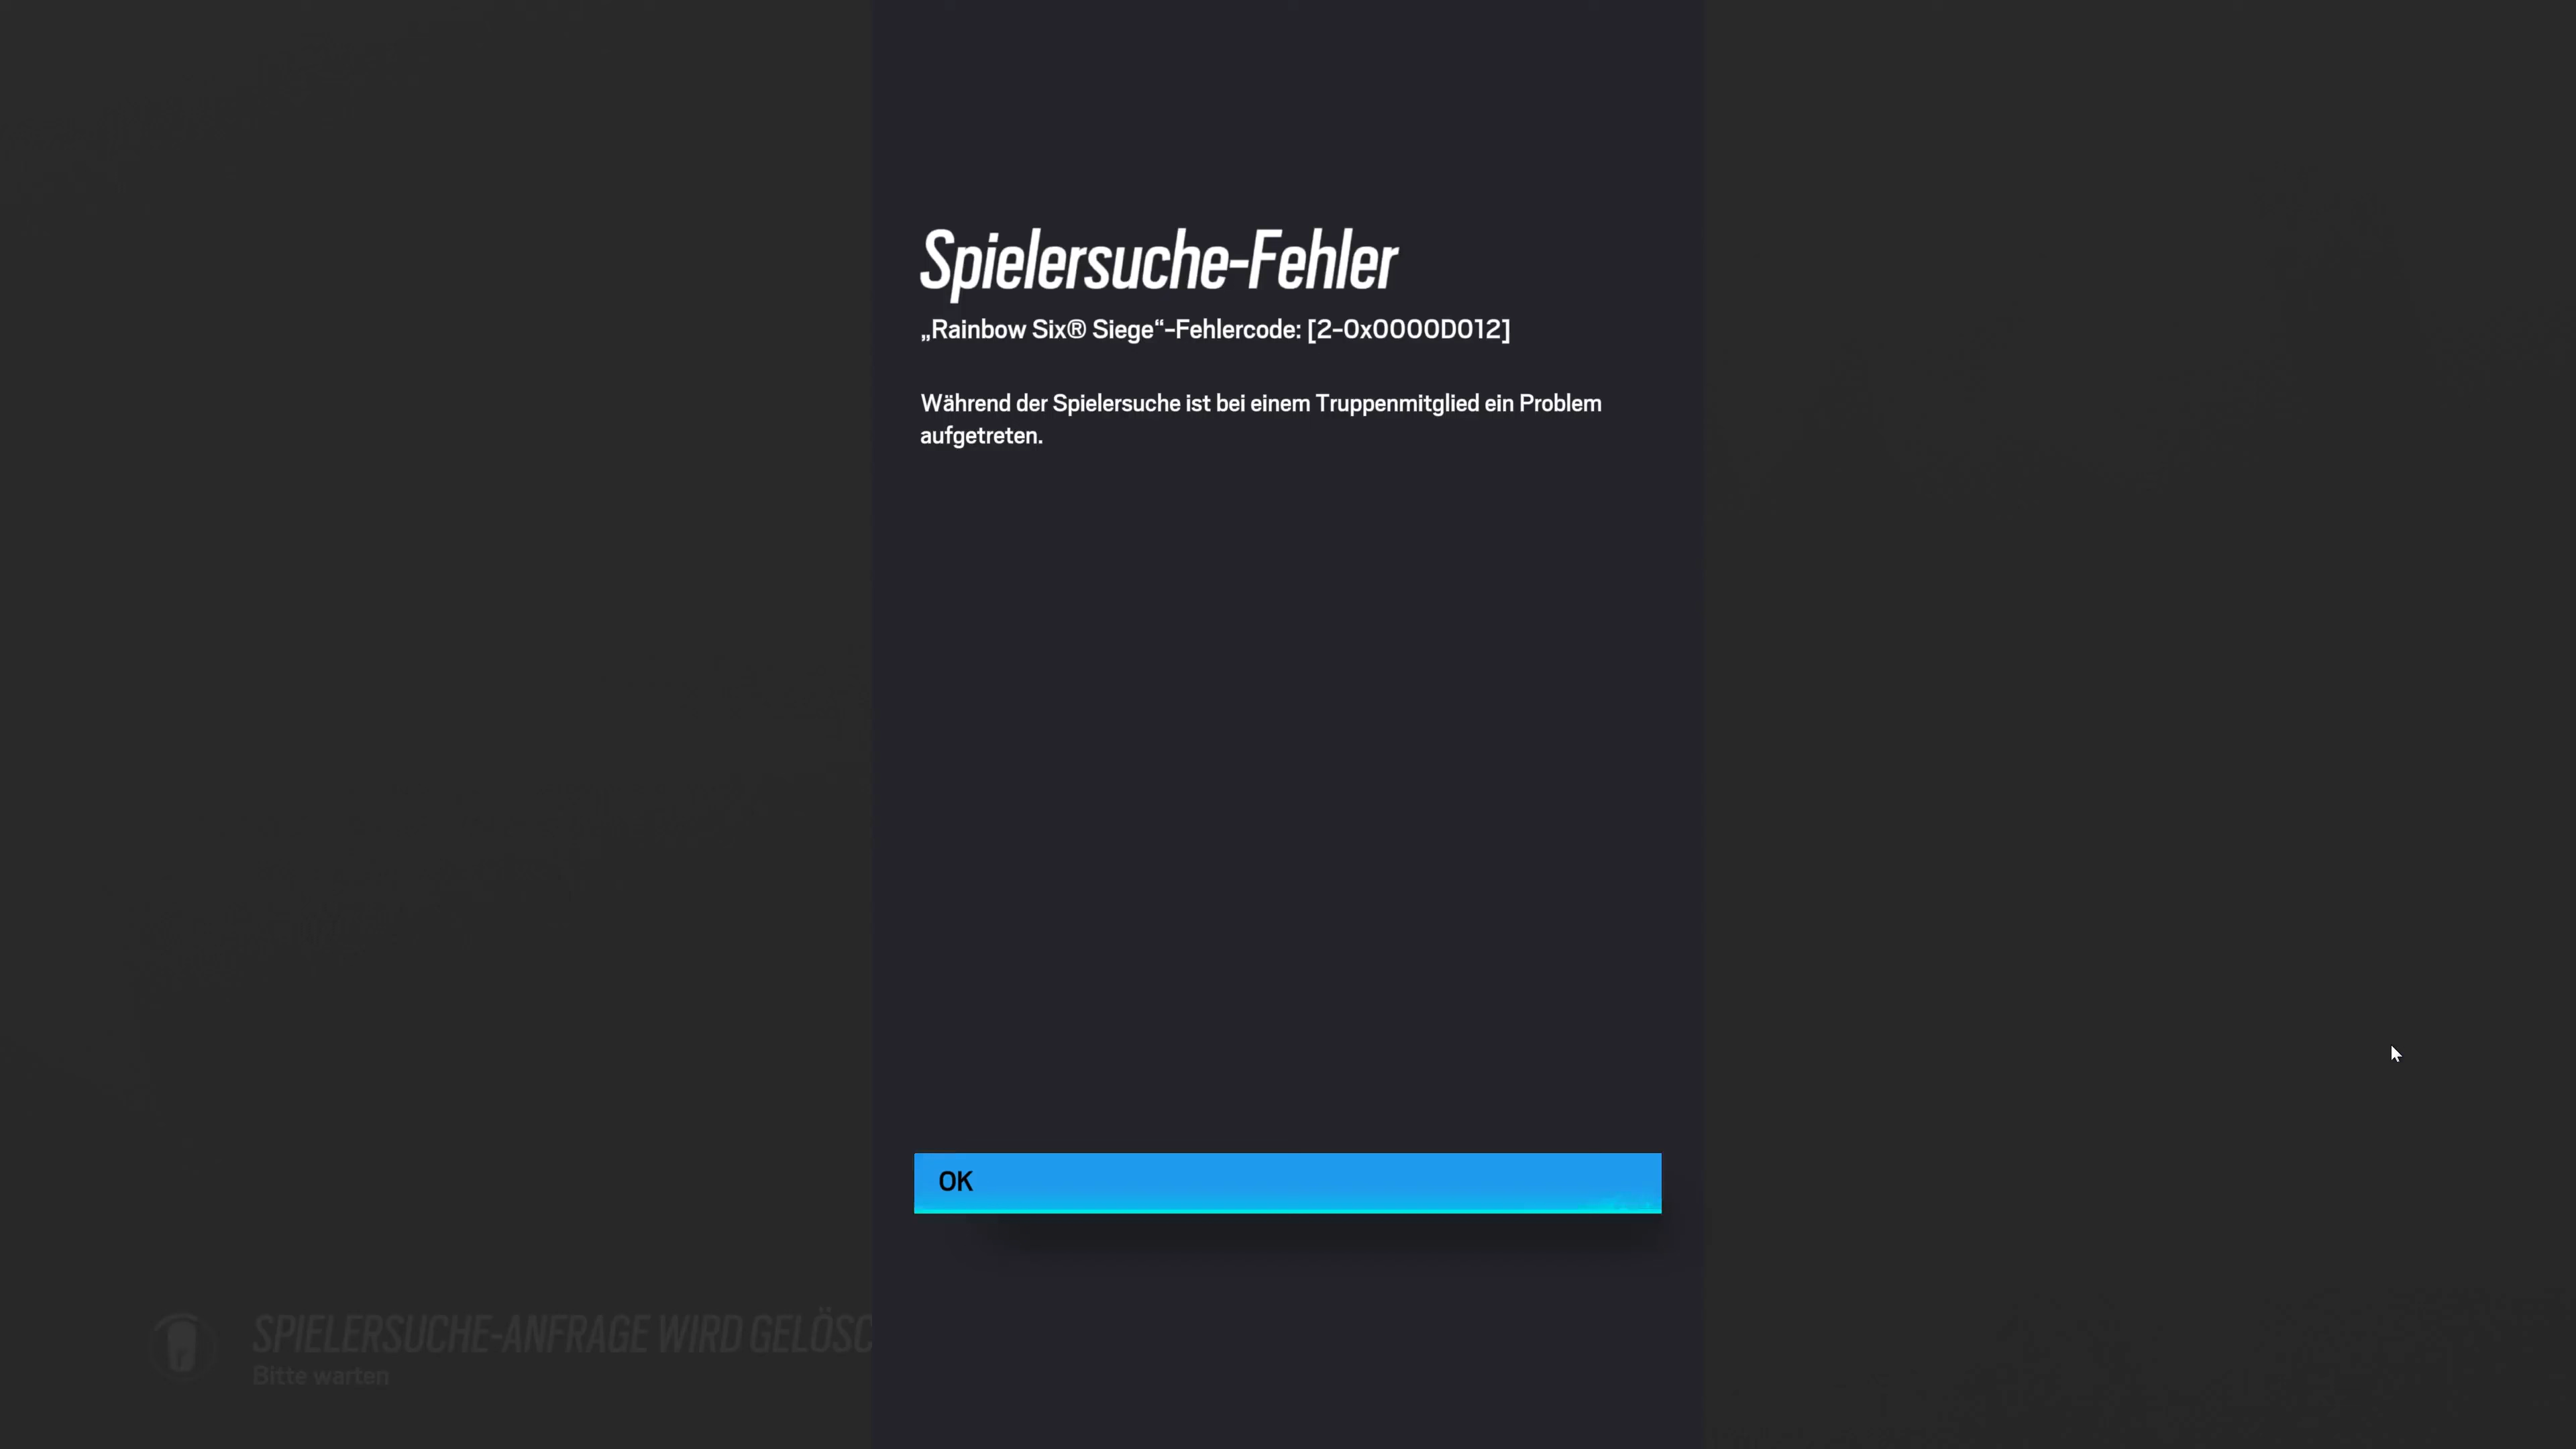 Spielersuche-Fehler
„Rainbow Six® Siege“-Fehlercode: [2-0x0000D012]
Während der Spielersuche ist bei einem Truppenmitglied ein Problem
aufgetreten.
OK
SPIELERSUCHE-ANFRAGE WIRD GELÖSC
Bitte warten